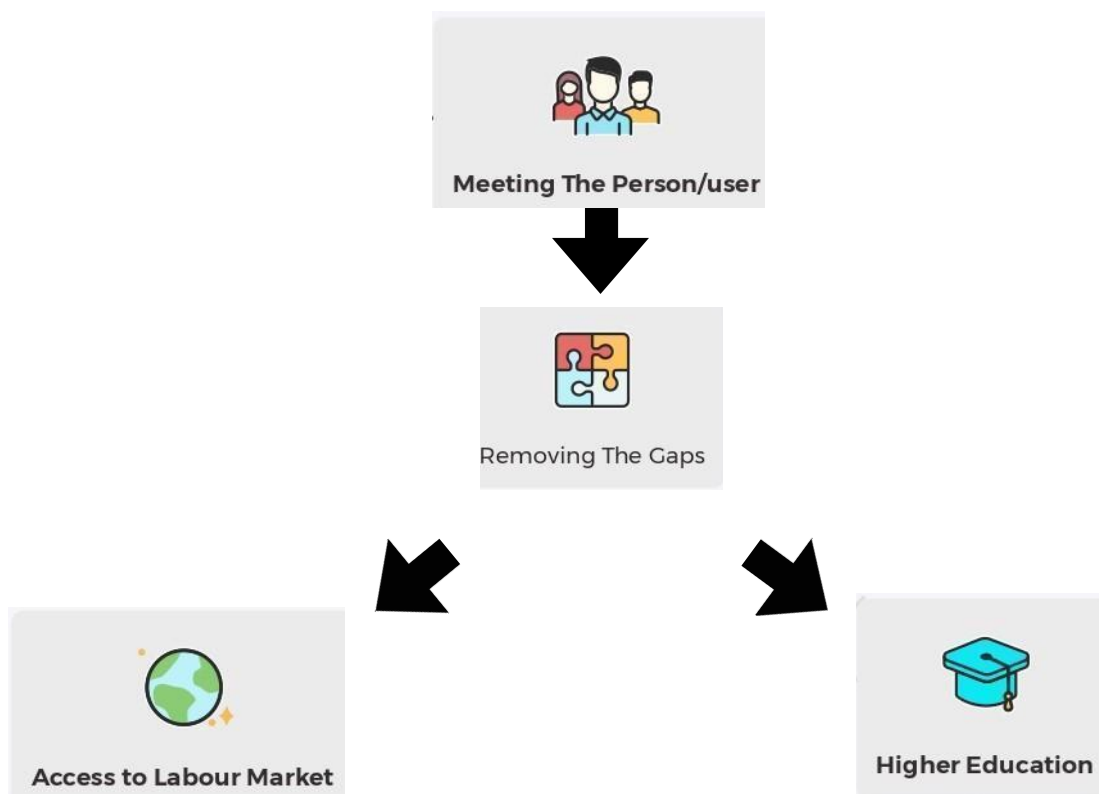 Meeting The Person/user
Removing The Gaps
Access to Labour Market
Higher Education